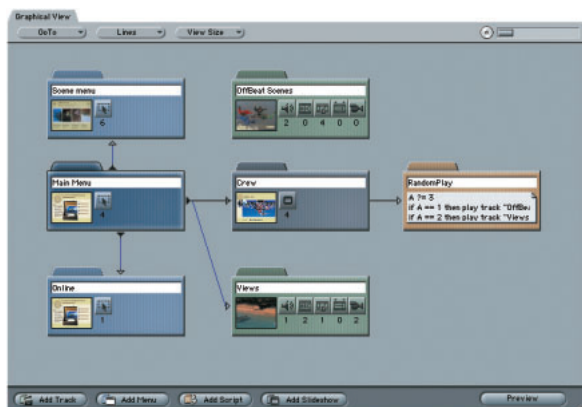 Graphical View
GoTo Lines View Size
Scene menu
6
OffBeat Scenes
2 0 4 0 0
Main Menu
4
Crew
4
RandomPlay
A ?= 3
if A == 1 then play track "OffBea
if A == 2 then play track "Views
Online
1
Views
1 2 1 0 2
Add Track Add Menu Add Script Add Slideshow Preview